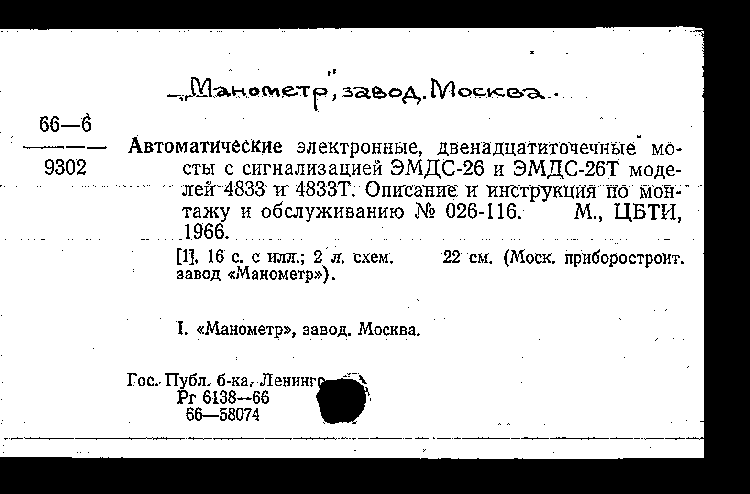 „Манометр", завод. Москва.
66—6
9302
Автоматические электронные, двенадцатиточечные мо-
сты с сигнализацией ЭМДС-26 и ЭМДС-26Т моде-
лей 4833 и 4833Т. Описание и инструкция по мон-
тажу и обслуживанию № 026-116. М., ЦБТИ,
1966.
[1], 16 с. с илл.; 2 л. схем. 22 см. (Моск. приборостроит.
завод «Манометр»).
I. «Манометр», завод. Москва.
Гос. Публ. б-ка, Ленингр
Рг 6138—66
66—58074